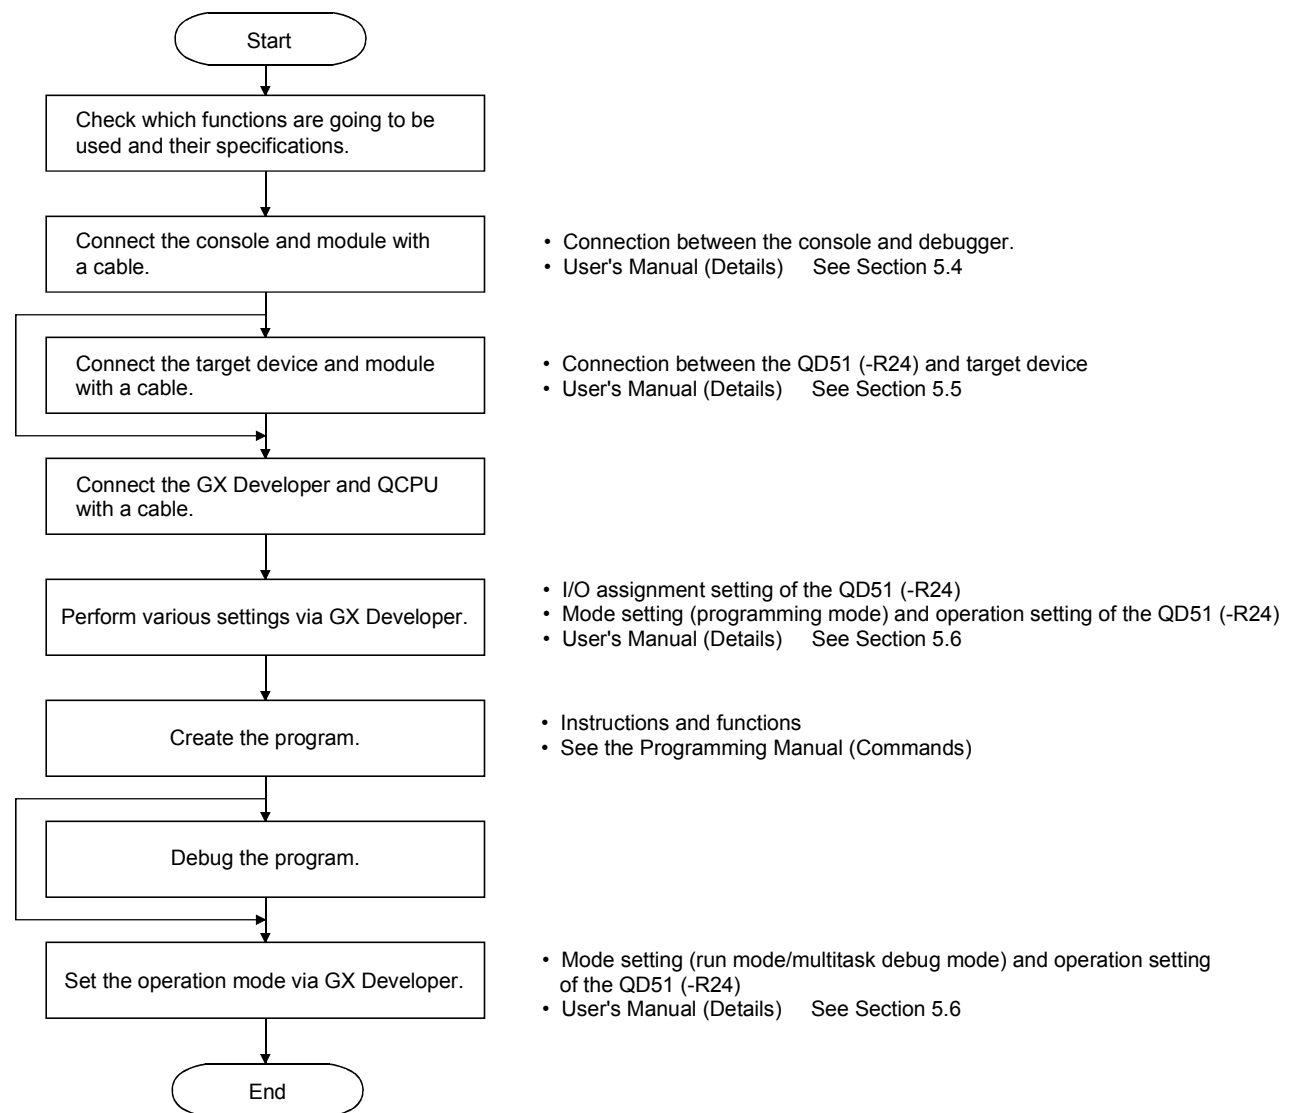 Start
Check which functions are going to be
used and their specifications.
Connect the console and module with
a cable.
• Connection between the console and debugger.
• User's Manual (Details) See Section 5.4
Connect the target device and module
with a cable.
• Connection between the QD51 (-R24) and target device
• User's Manual (Details) See Section 5.5
Connect the GX Developer and QCPU
with a cable.
Perform various settings via GX Developer.
• I/O assignment setting of the QD51 (-R24)
• Mode setting (programming mode) and operation setting of the QD51 (-R24)
• User's Manual (Details) See Section 5.6
Create the program.
• Instructions and functions
• See the Programming Manual (Commands)
Debug the program.
Set the operation mode via GX Developer.
• Mode setting (run mode/multitask debug mode) and operation setting
of the QD51 (-R24)
• User's Manual (Details) See Section 5.6
End